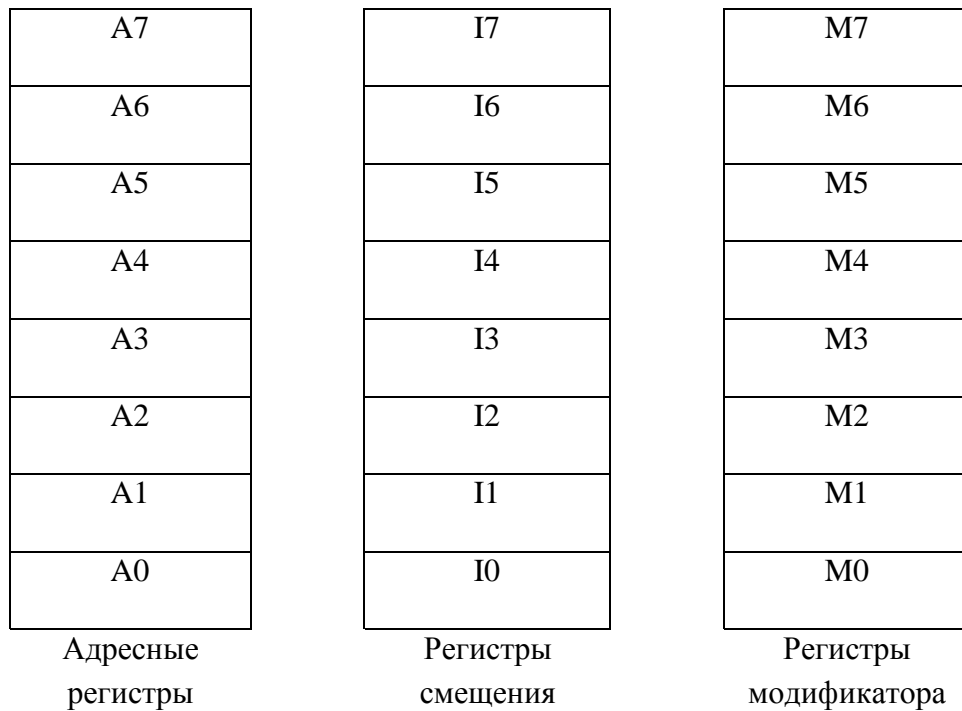 A7 I7 M7
A6 I6 M6
A5 I5 M5
A4 I4 M4
A3 I3 M3
A2 I2 M2
A1 I1 M1
A0 I0 M0
Адресные
регистры
Регистры
смещения
Регистры
модификатора